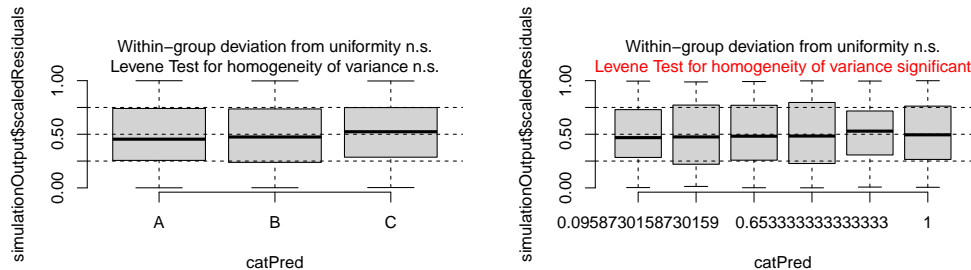 Within−group deviation from uniformity n.s.
Levene Test for homogeneity of variance n.s.
simulationOutput$scaledResiduals
1.00
0.50
0.00
A B C
catPred
Within−group deviation from uniformity n.s.
Levene Test for homogeneity of variance significant
simulationOutput$scaledResiduals
1.00
0.50
0.00
0.0958730158730159 0.653333333333333 1
catPred